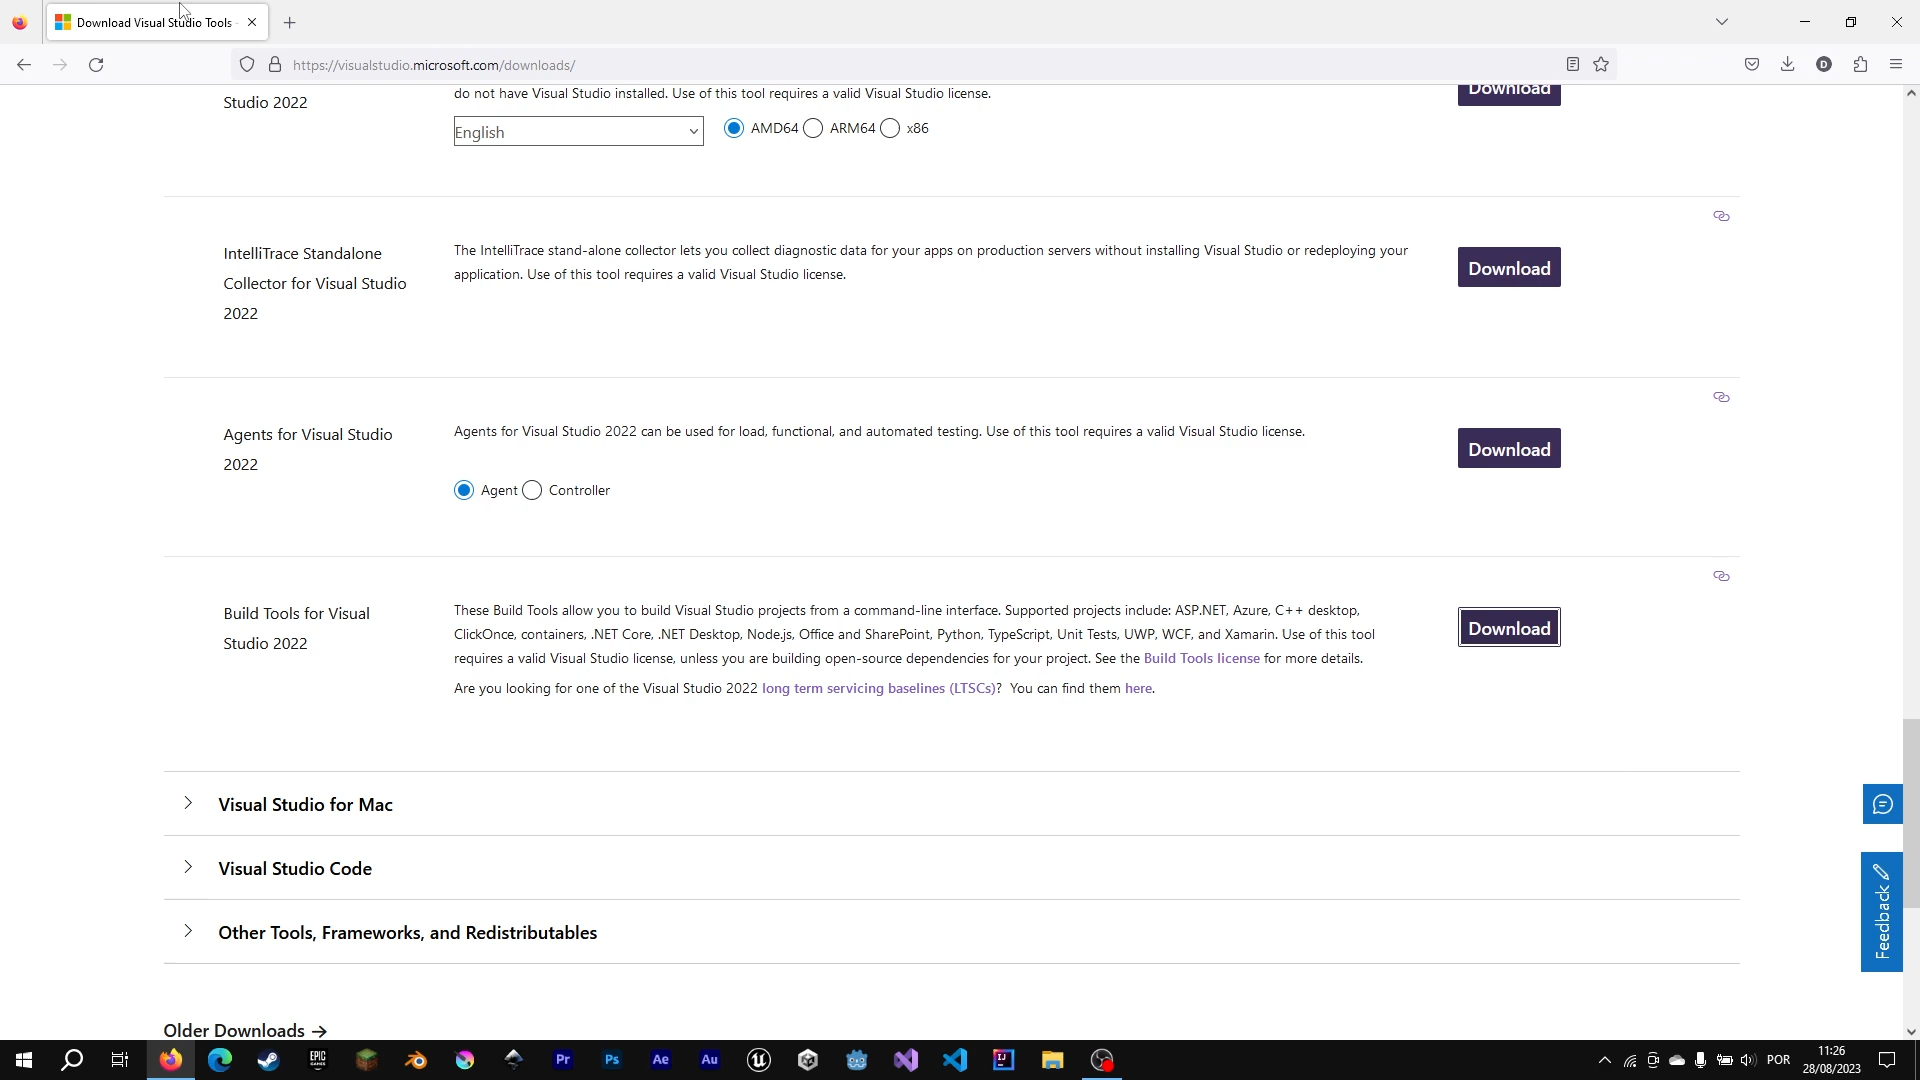 Download Visual Studio Tools
https://visualstudio.microsoft.com/downloads/
Studio 2022
do not have Visual Studio installed. Use of this tool requires a valid Visual Studio license.
Download
English
AMD64 ARM64 x86
IntelliTrace Standalone
Collector for Visual Studio
2022
The IntelliTrace stand-alone collector lets you collect diagnostic data for your apps on production servers without installing Visual Studio or redeploying your
application. Use of this tool requires a valid Visual Studio license.
Download
Agents for Visual Studio
2022
Agents for Visual Studio 2022 can be used for load, functional, and automated testing. Use of this tool requires a valid Visual Studio license.
Agent Controller
Download
Build Tools for Visual
Studio 2022
These Build Tools allow you to build Visual Studio projects from a command-line interface. Supported projects include: ASP.NET, Azure, C++ desktop,
ClickOnce, containers, .NET Core, .NET Desktop, Node.js, Office and SharePoint, Python, TypeScript, Unit Tests, UWP, WCF, and Xamarin. Use of this tool
requires a valid Visual Studio license, unless you are building open-source dependencies for your project. See the Build Tools license for more details.
Are you looking for one of the Visual Studio 2022 long term servicing baselines (LTSCs)? You can find them here.
Download
Visual Studio for Mac
Visual Studio Code
Other Tools, Frameworks, and Redistributables
Older Downloads →
Feedback
D
EPIC
GAMES
Pr
Ps
Ae
Au
IJ
POR
11:26
28/08/2023